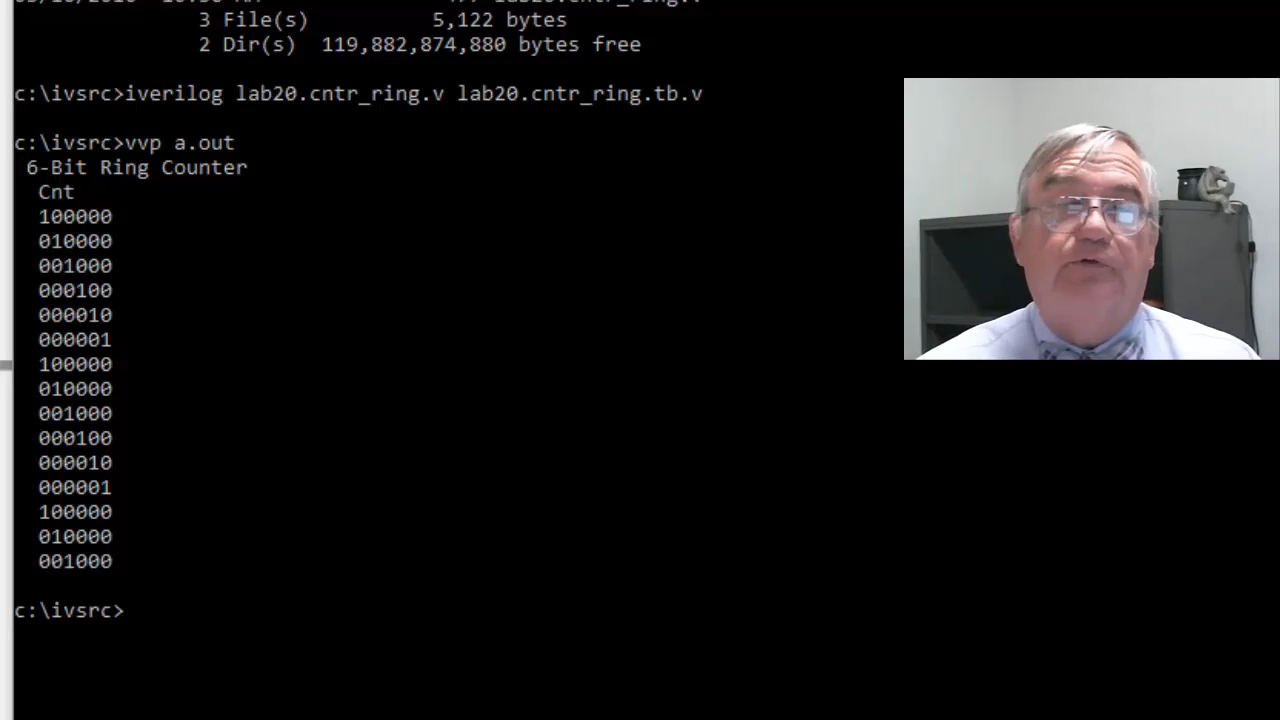 3 File(s) 5,122 bytes
2 Dir(s) 119,882,874,880 bytes free
c:\ivsrc>iverilog lab20.cntr_ring.v lab20.cntr_ring.tb.v
c:\ivsrc>vvp a.out
6-Bit Ring Counter
Cnt
100000
010000
001000
000100
000010
000001
100000
010000
001000
000100
000010
000001
100000
010000
001000
c:\ivsrc>